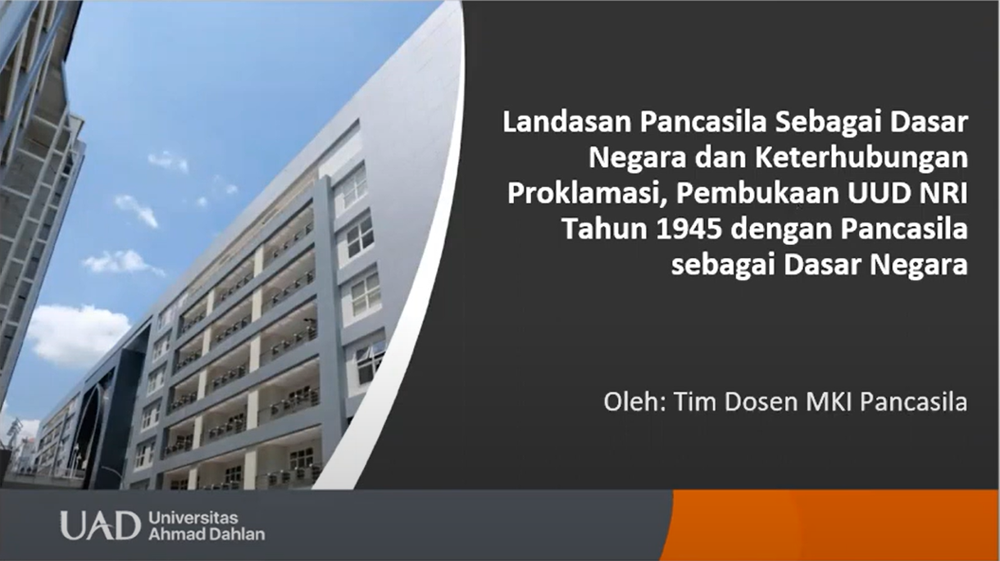 Landasan Pancasila Sebagai Dasar
Negara dan Keterhubungan
Proklamasi, Pembukaan UUD NRI
Tahun 1945 dengan Pancasila
sebagai Dasar Negara
Oleh: Tim Dosen MKI Pancasila
UAD Universitas
Ahmad Dahlan